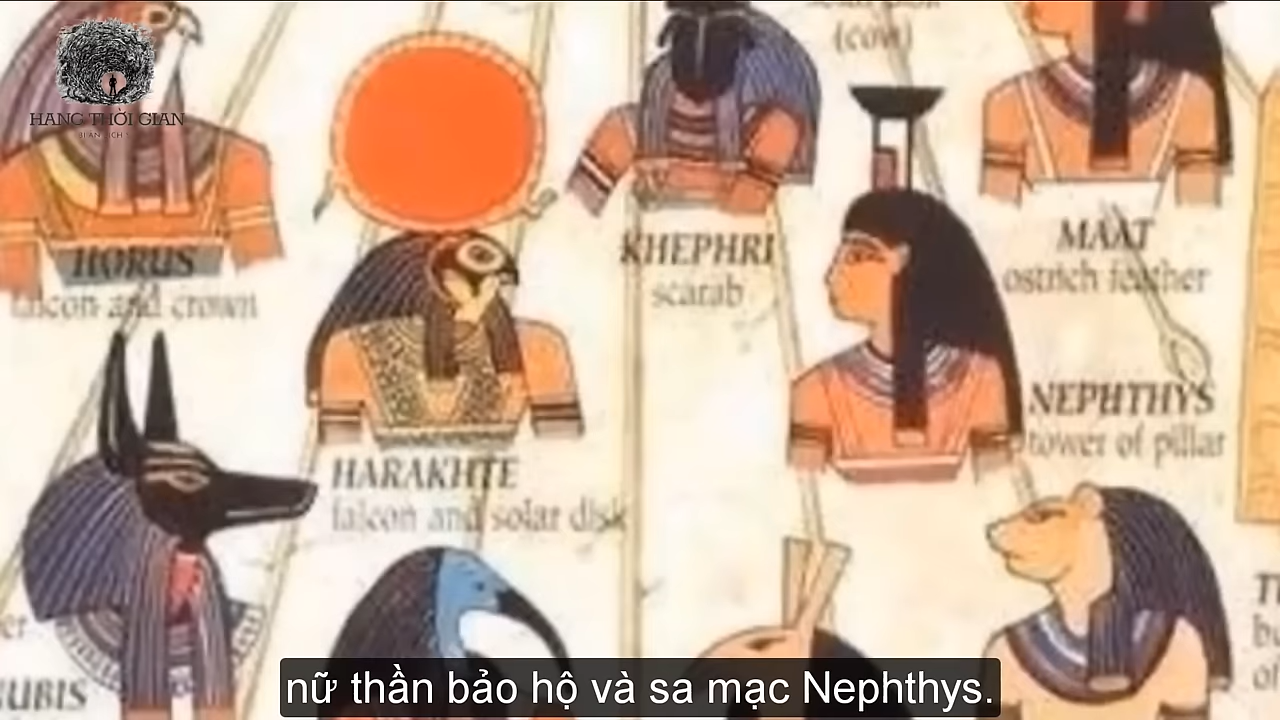 HANG THỜI GIAN
(cow)
HORUS
falcon and crown
KHEPHRI
scarab
MAAT
ostrich feather
HARAKHTE
falcon and solar disk
NEPHTHYS
tower of pillar
UBIS
nữ thần bảo hộ và sa mạc Nephthys.